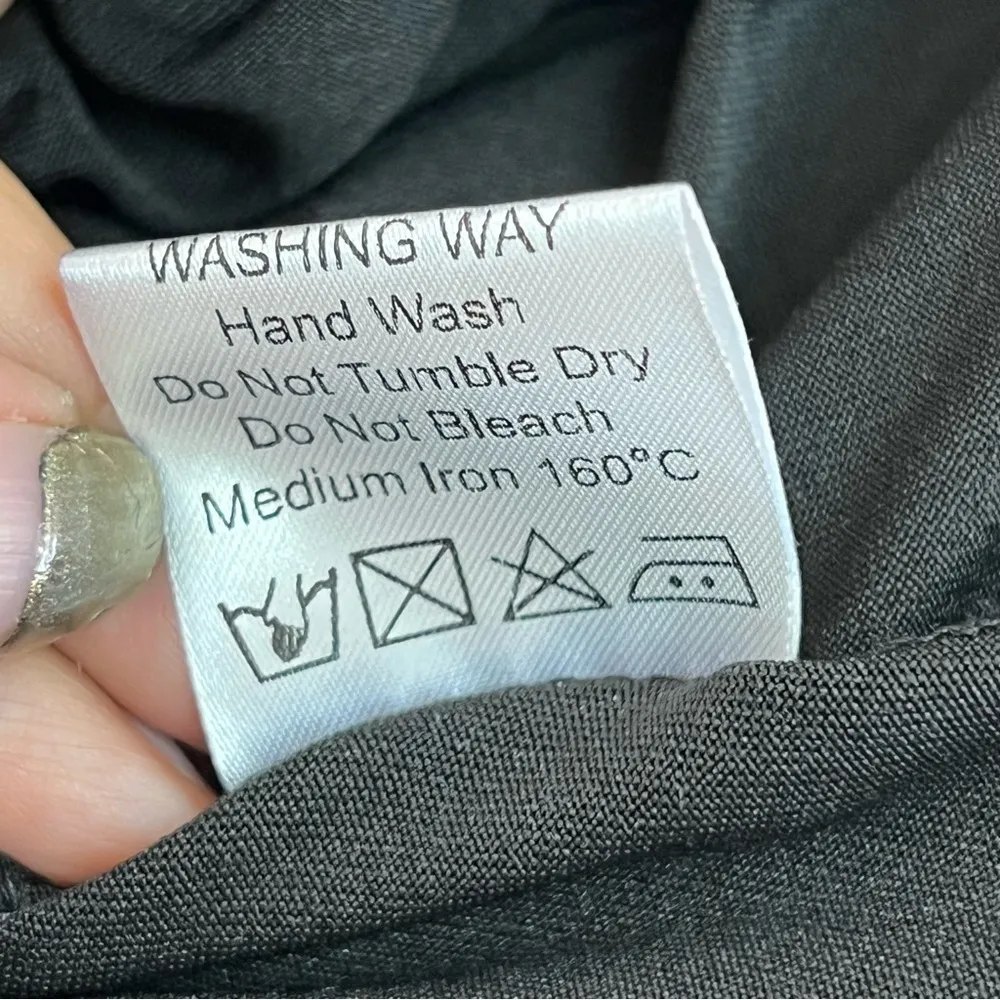 WASHING WAY
Hand Wash
Do Not Tumble Dry
Do Not Bleach
Medium Iron 160°C